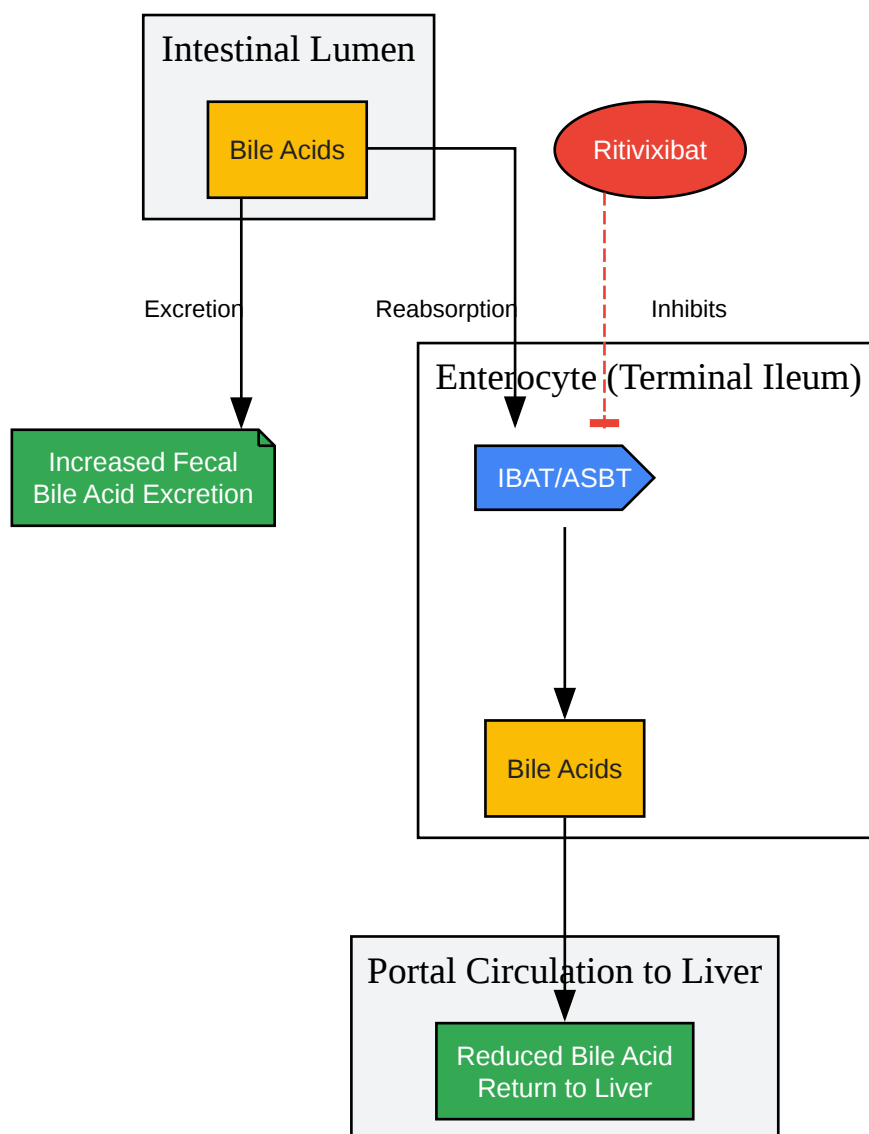 Intestinal Lumen
Bile Acids
Ritivixibat
Excretion
Reabsorption
Inhibits
Enterocyte (Terminal Ileum)
Increased Fecal
Bile Acid Excretion
IBAT/ASBT
Bile Acids
Portal Circulation to Liver
Reduced Bile Acid
Return to Liver